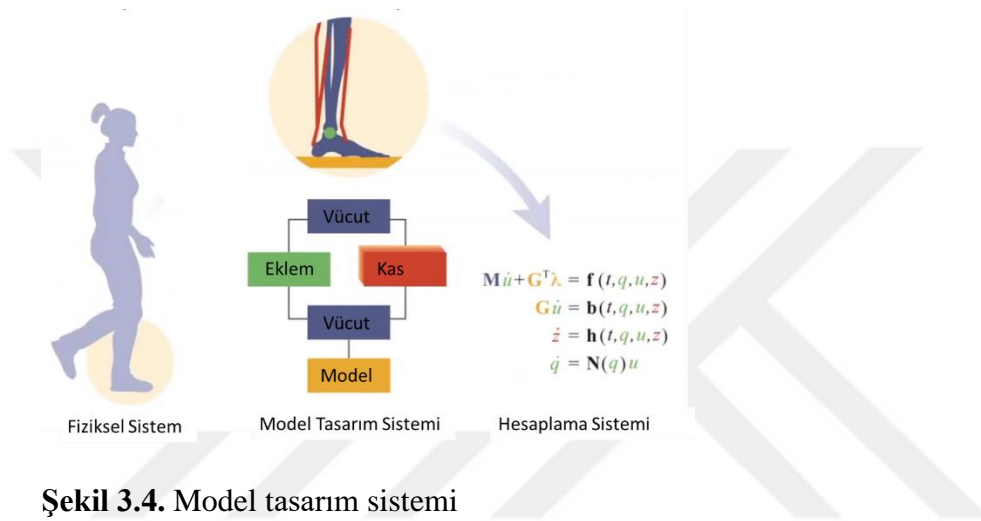 Vücut
Eklem
Kas
Vücut
Model
Mu̇+Gᵀλ = f(t,q,u,z)
Gu̇ = b(t,q,u,z)
ż = h(t,q,u,z)
q̇ = N(q)u
Fiziksel Sistem
Model Tasarım Sistemi
Hesaplama Sistemi
Şekil 3.4. Model tasarım sistemi